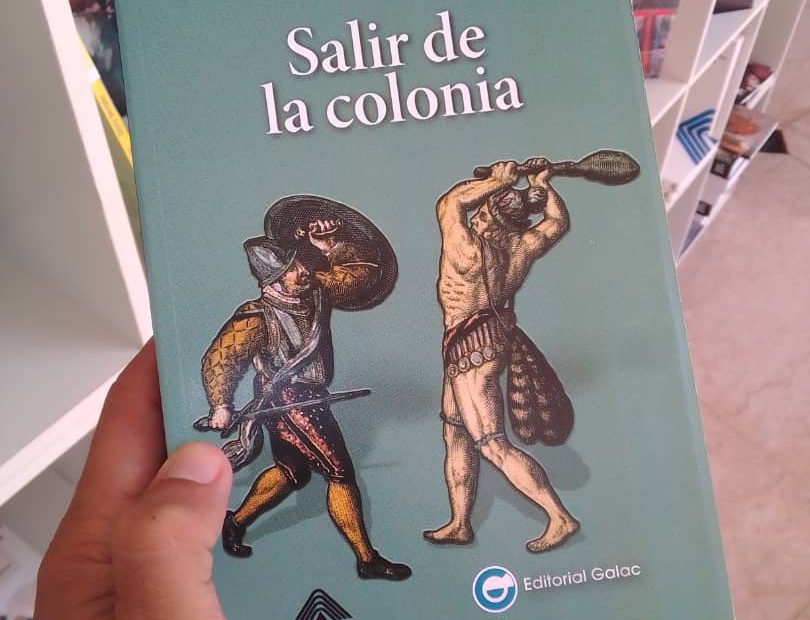 Salir de
la colonia
Editorial Galac